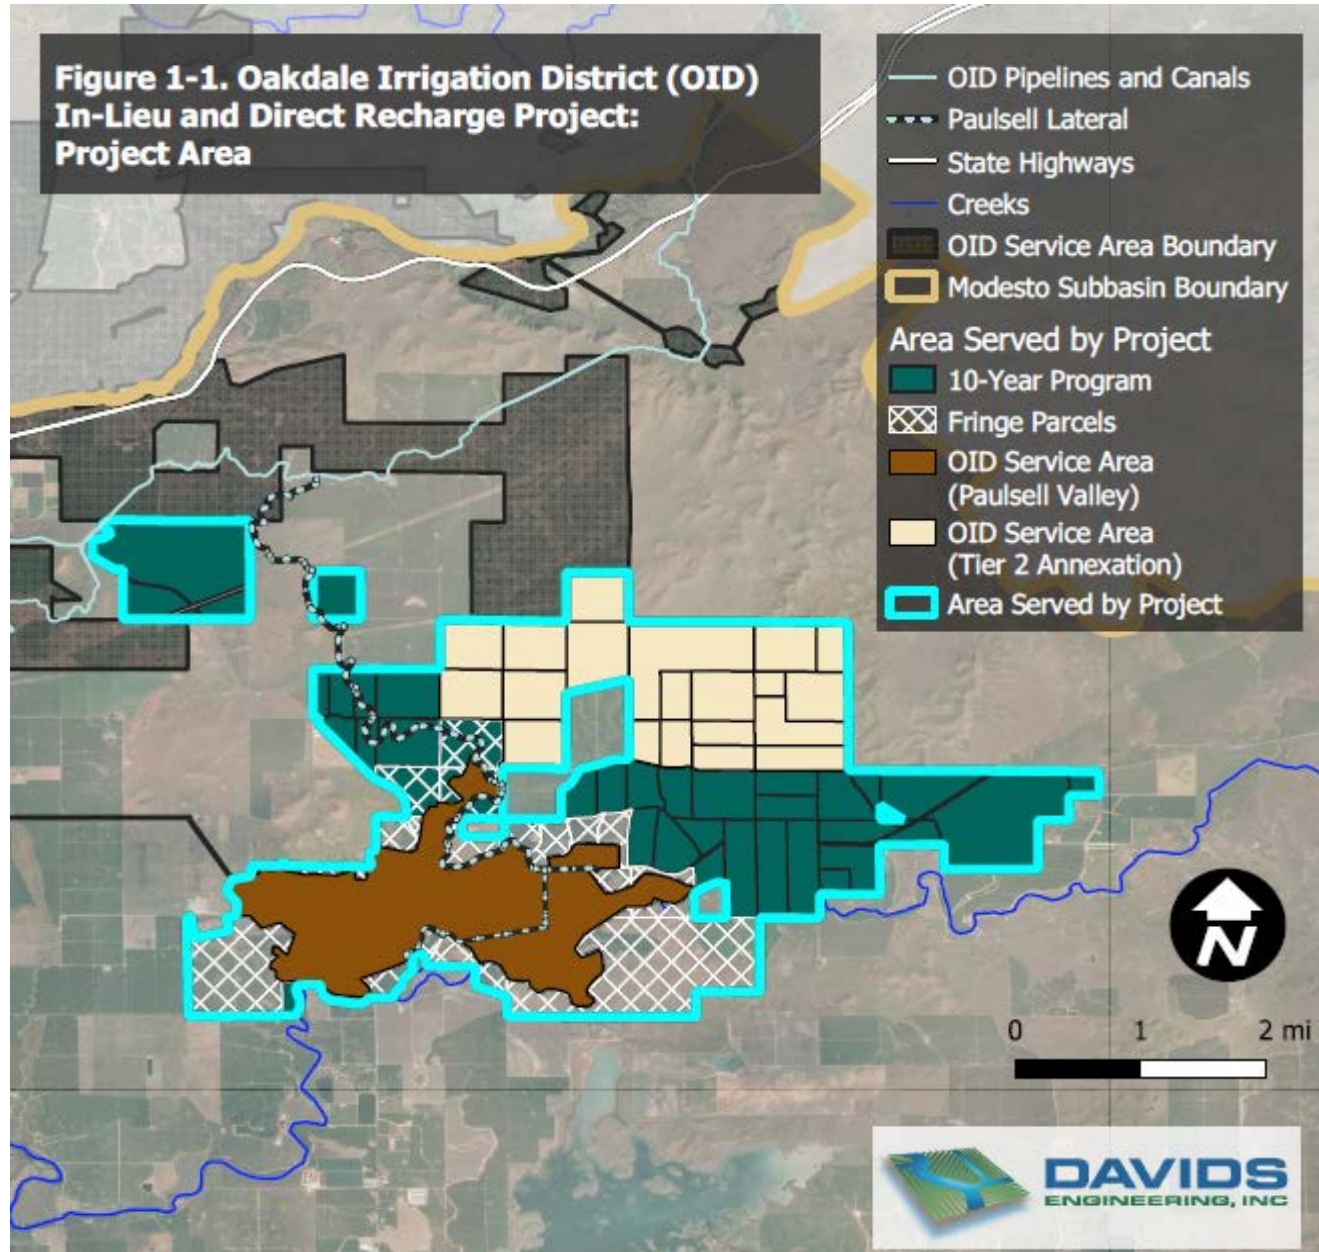 Figure 1-1. Oakdale Irrigation District (OID)
In-Lieu and Direct Recharge Project:
Project Area
OID Pipelines and Canals
Paulsell Lateral
State Highways
Creeks
OID Service Area Boundary
Modesto Subbasin Boundary
Area Served by Project
10-Year Program
Fringe Parcels
OID Service Area
(Paulsell Valley)
OID Service Area
(Tier 2 Annexation)
Area Served by Project
N
0 1 2 mi
DAVIDS
ENGINEERING, INC